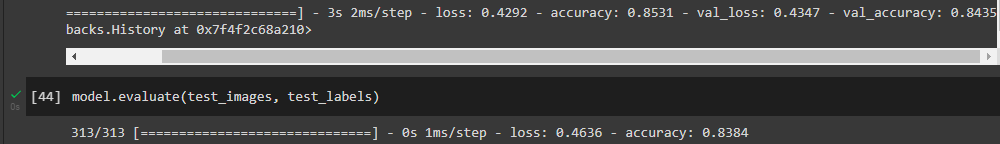 ==============================] - 3s 2ms/step - loss: 0.4292 - accuracy: 0.8531 - val_loss: 0.4347 - val_accuracy: 0.8435
backs.History at 0x7f4f2c68a210>
[44] model.evaluate(test_images, test_labels)
0s
313/313 [==============================] - 0s 1ms/step - loss: 0.4636 - accuracy: 0.8384